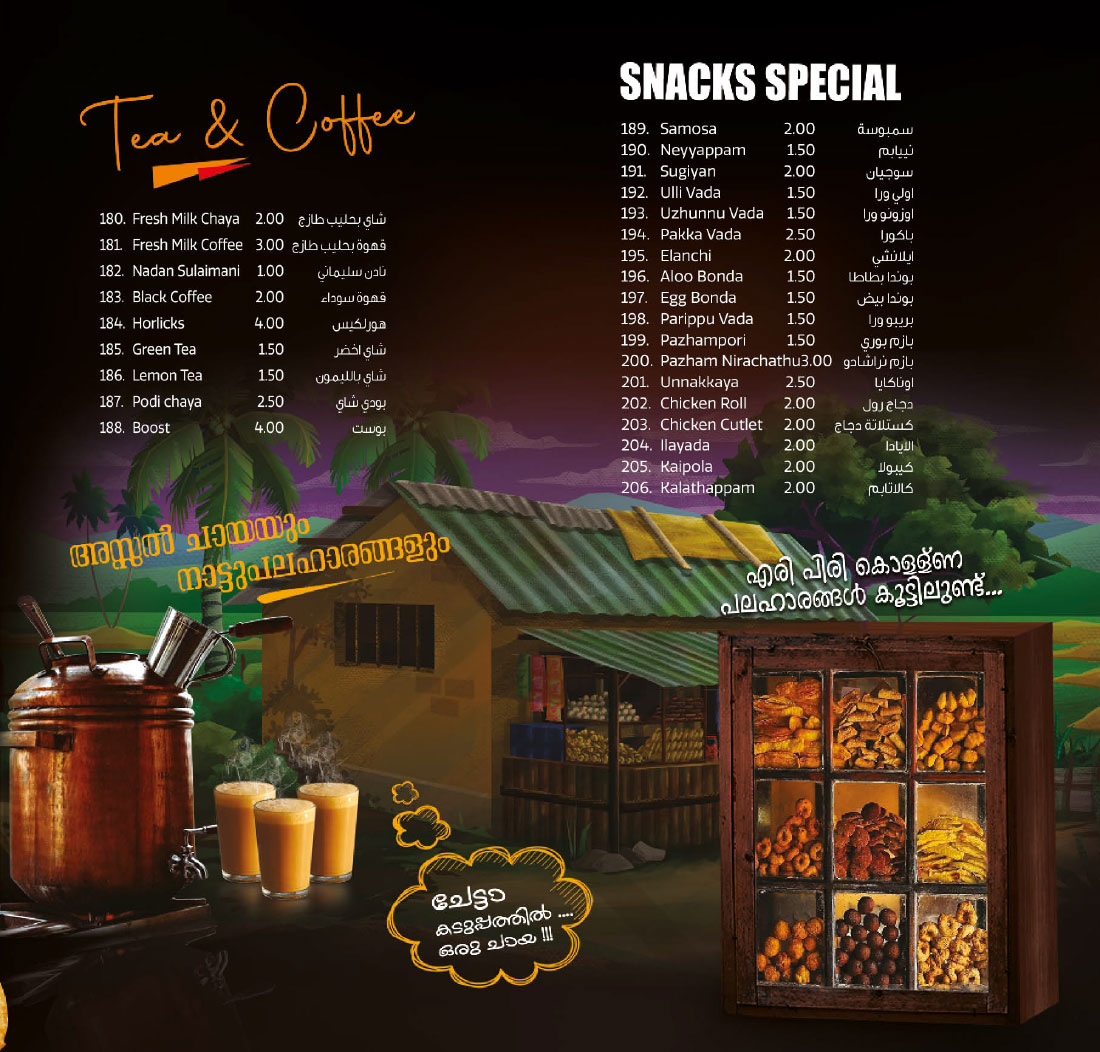 Tea & Coffee
180. Fresh Milk Chaya 2.00 شاي بحليب طازج
181. Fresh Milk Coffee 3.00 قهوة بحليب طازج
182. Nadan Sulaimani 1.00 نادن سليماني
183. Black Coffee 2.00 قهوة سوداء
184. Horlicks 4.00 هورلكيس
185. Green Tea 1.50 شاي اخضر
186. Lemon Tea 1.50 شاي بالليمون
187. Podi chaya 2.50 بودي شاي
188. Boost 4.00 بوست
SNACKS SPECIAL
189. Samosa 2.00 سمبوسة
190. Neyyappam 1.50 نييابم
191. Sugiyan 2.00 سوجيان
192. Ulli Vada 1.50 اولي ورا
193. Uzhunnu Vada 1.50 اوزونو ورا
194. Pakka Vada 2.50 باكورا
195. Elanchi 2.00 ايلانشي
196. Aloo Bonda 1.50 بوندا بطاطا
197. Egg Bonda 1.50 بوندا بيض
198. Parippu Vada 1.50 بريبو ورا
199. Pazhampori 1.50 بازم بوري
200. Pazham Nirachathu3.00 بازم نراشادو
201. Unnakkaya 2.50 اوناكايا
202. Chicken Roll 2.00 دجاج رول
203. Chicken Cutlet 2.00 كستلاتة دجاج
204. Ilayada 2.00 الايادا
205. Kaipola 2.00 كيبولا
206. Kalathappam 2.00 كالاتابم
അസ്സൽ ചായയും
നാട്ടുപലഹാരങ്ങളും
എരി പിരി കൊള്ള്ണ
പലഹാരങ്ങൾ കൂട്ടിലുണ്ട്...
ചേട്ടാ
കടുപ്പത്തിൽ ....
ഒരു ചായ !!!